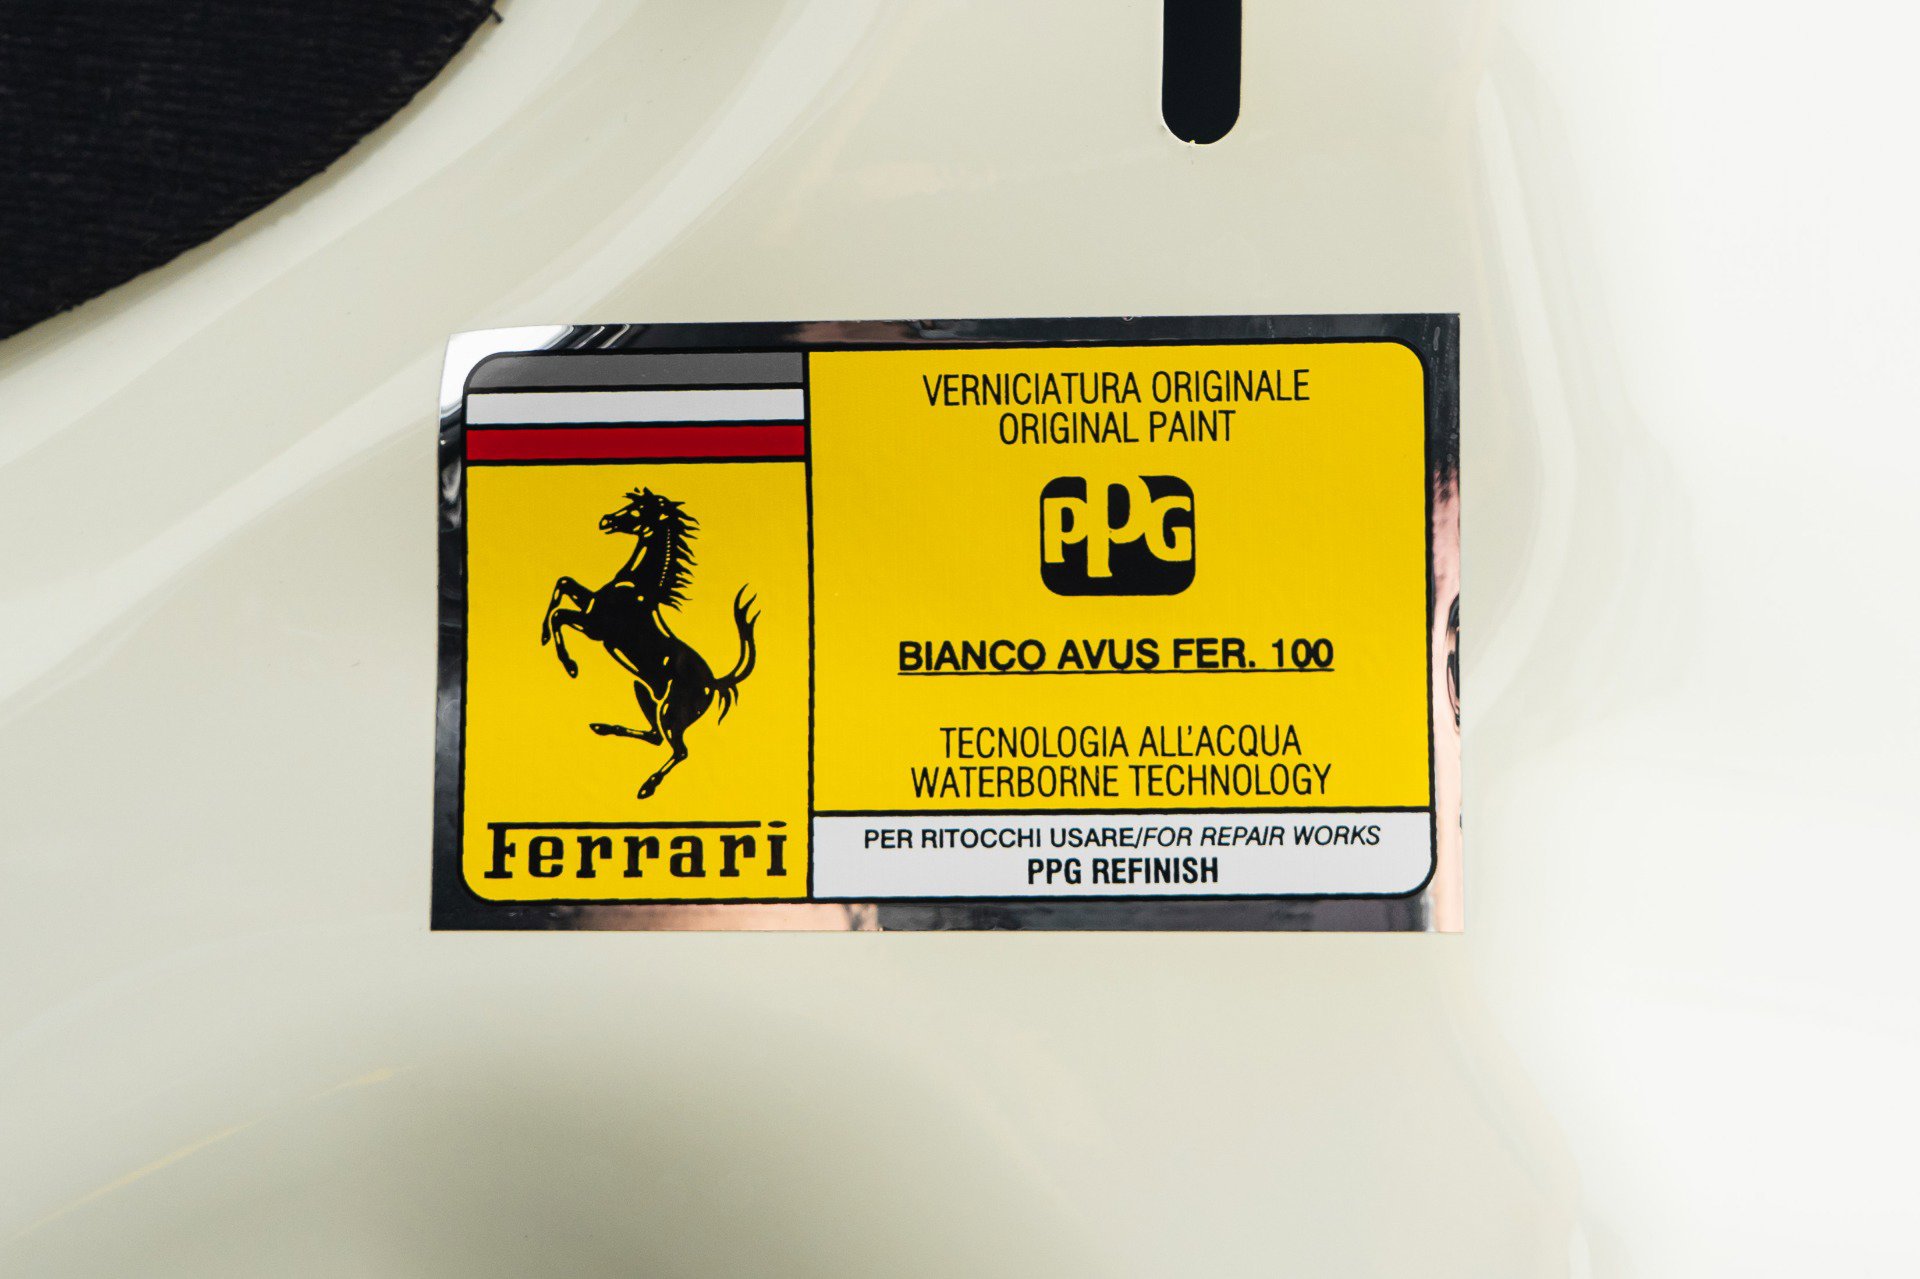 Ferrari
VERNICIATURA ORIGINALE
ORIGINAL PAINT
PPG
BIANCO AVUS FER. 100
TECNOLOGIA ALL'ACQUA
WATERBORNE TECHNOLOGY
PER RITOCCHI USARE/FOR REPAIR WORKS
PPG REFINISH